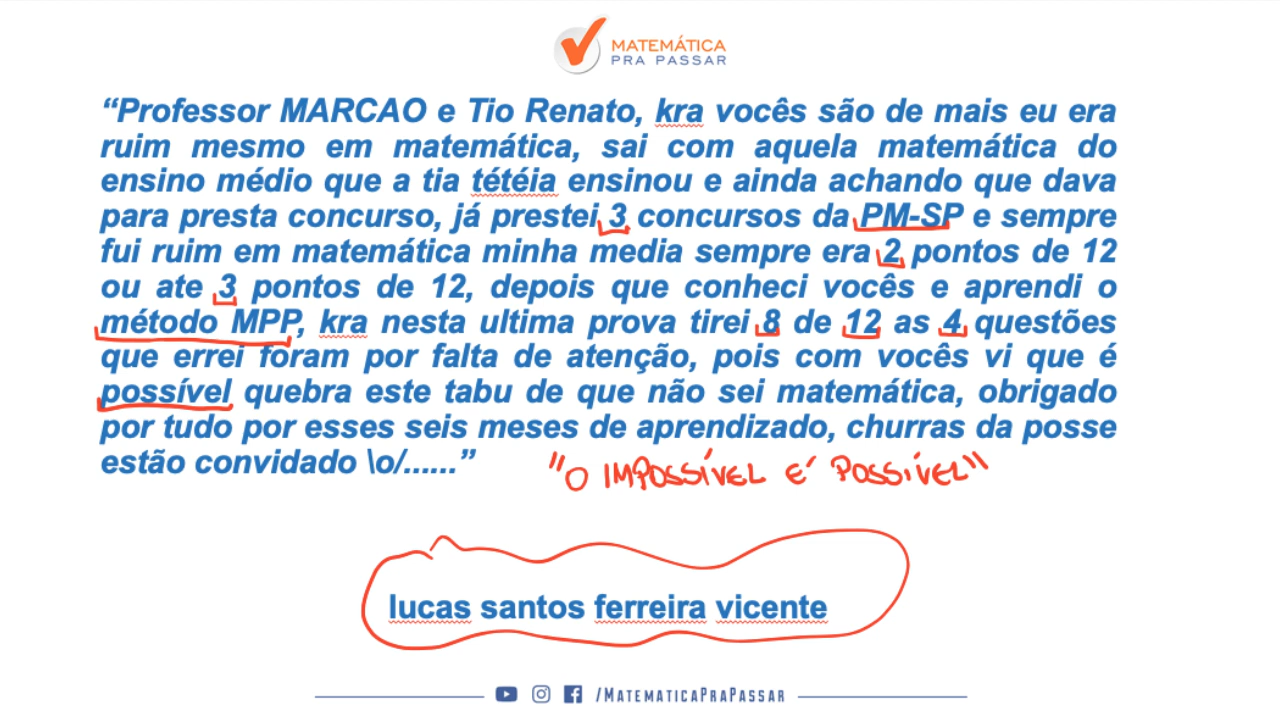 MATEMÁTICA
PRA PASSAR
“Professor MARCAO e Tio Renato, kra vocês são de mais eu era
ruim mesmo em matemática, sai com aquela matemática do
ensino médio que a tia tétéia ensinou e ainda achando que dava
para presta concurso, já prestei 3 concursos da PM-SP e sempre
fui ruim em matemática minha media sempre era 2 pontos de 12
ou ate 3 pontos de 12, depois que conheci vocês e aprendi o
método MPP, kra nesta ultima prova tirei 8 de 12 as 4 questões
que errei foram por falta de atenção, pois com vocês vi que é
possível quebra este tabu de que não sei matemática, obrigado
por tudo por esses seis meses de aprendizado, churras da posse
estão convidado \o/......”
"O IMPOSSÍVEL É POSSÍVEL"
lucas santos ferreira vicente
/MATEMATICAPRAPASSAR